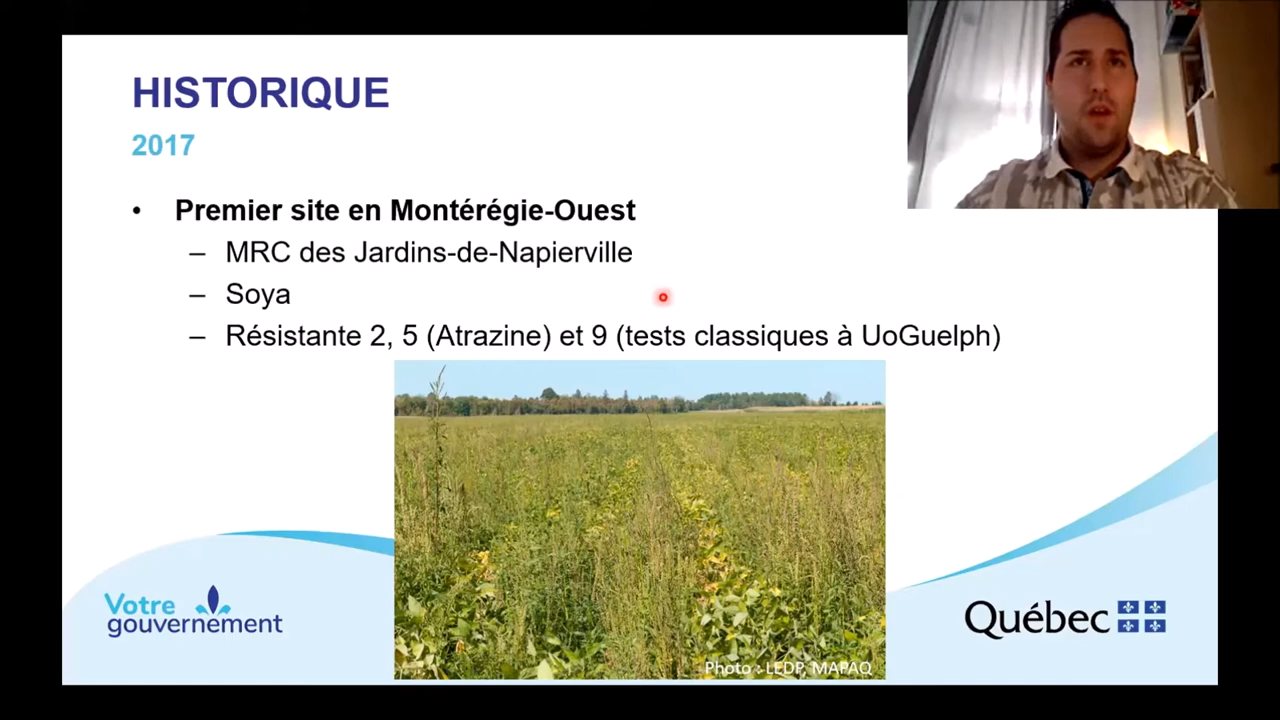 HISTORIQUE
2017
• Premier site en Montérégie-Ouest
– MRC des Jardins-de-Napierville
– Soya
– Résistante 2, 5 (Atrazine) et 9 (tests classiques à UoGuelph)
Photo : LEDP, MAPAQ
Votre
gouvernement
Québec